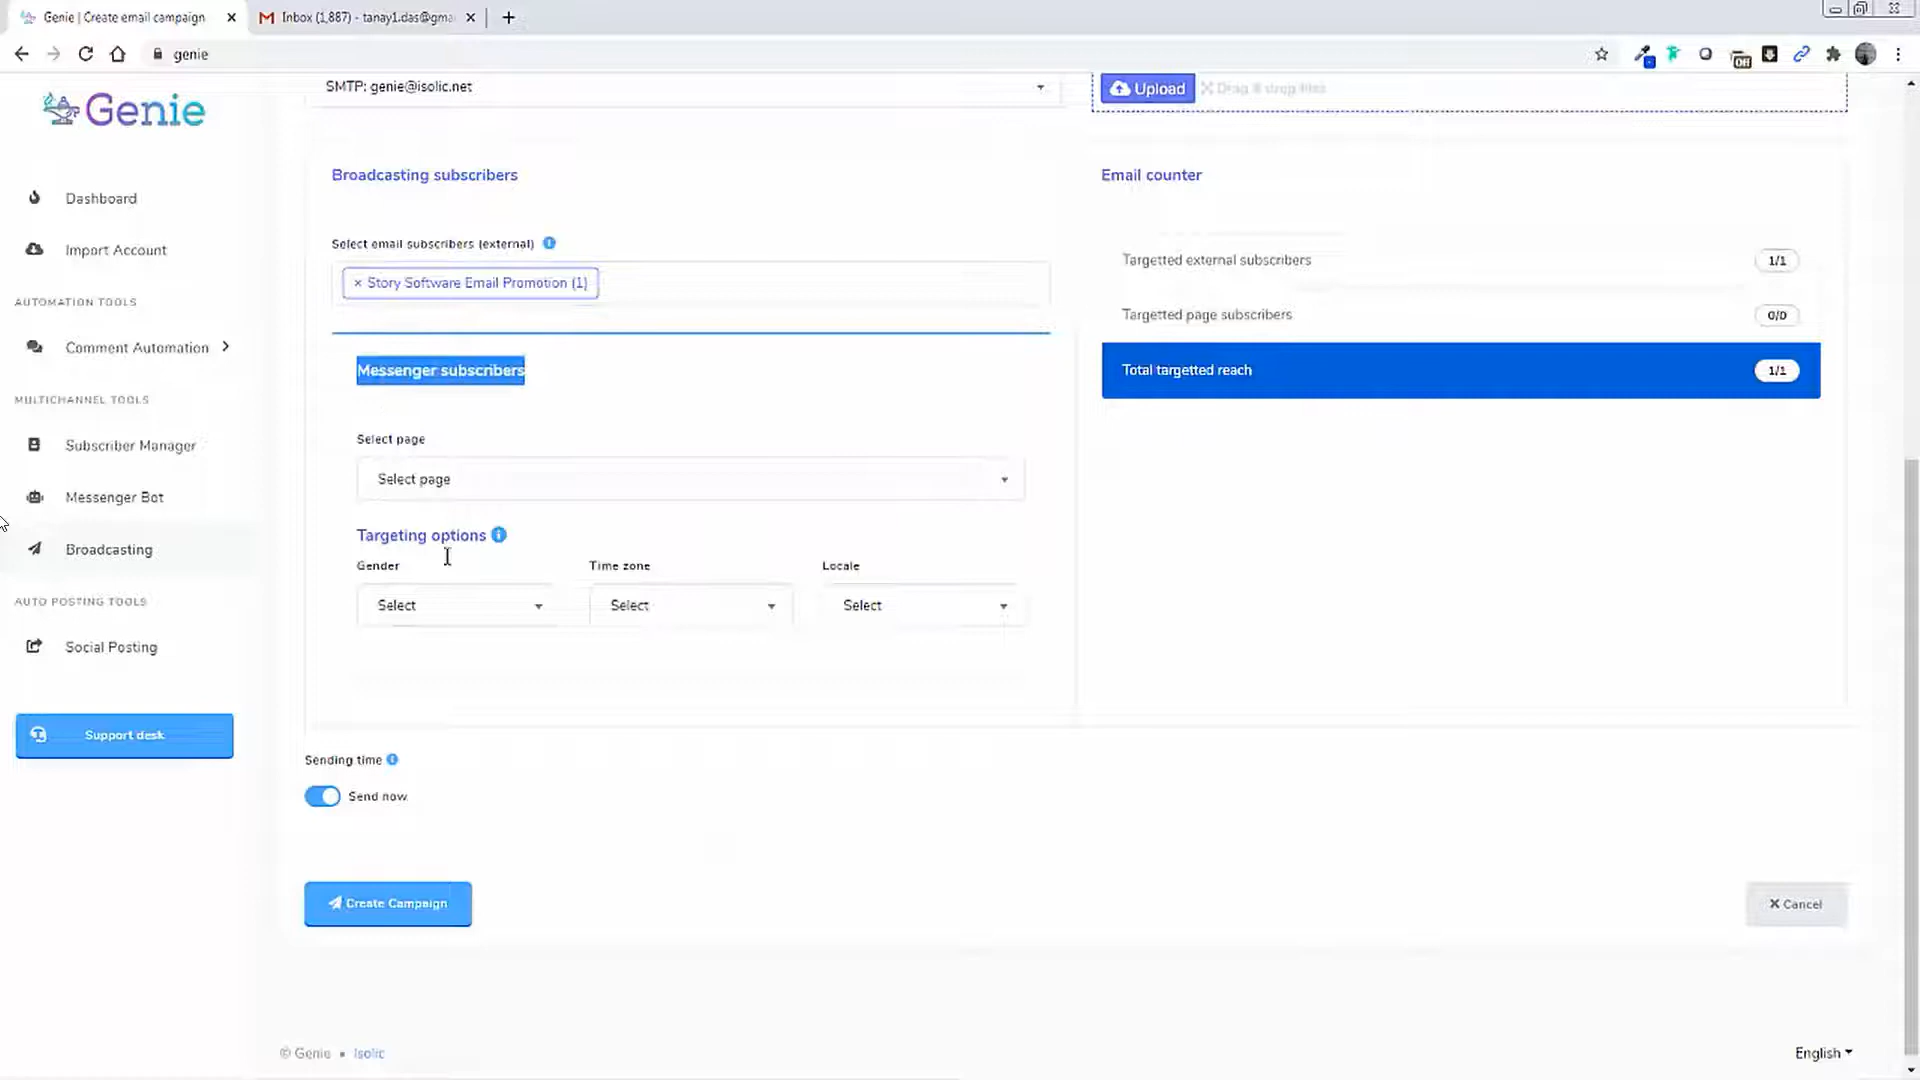 Genie | Create email campaign
Inbox (1,887) - tanay1.das@gma
genie
Off
Genie
Dashboard
Import Account
AUTOMATION TOOLS
Comment Automation
MULTICHANNEL TOOLS
Subscriber Manager
Messenger Bot
Broadcasting
AUTO POSTING TOOLS
Social Posting
Support desk
SMTP: genie@isolic.net
Upload
Drag & drop files
Broadcasting subscribers
Select email subscribers (external)
× Story Software Email Promotion (1)
Messenger subscribers
Select page
Select page
Targeting options
Gender Time zone Locale
Select Select Select
Email counter
Targetted external subscribers 1/1
Targetted page subscribers 0/0
Total targetted reach 1/1
Sending time
Send now
Create Campaign
Cancel
© Genie • Isolic
English